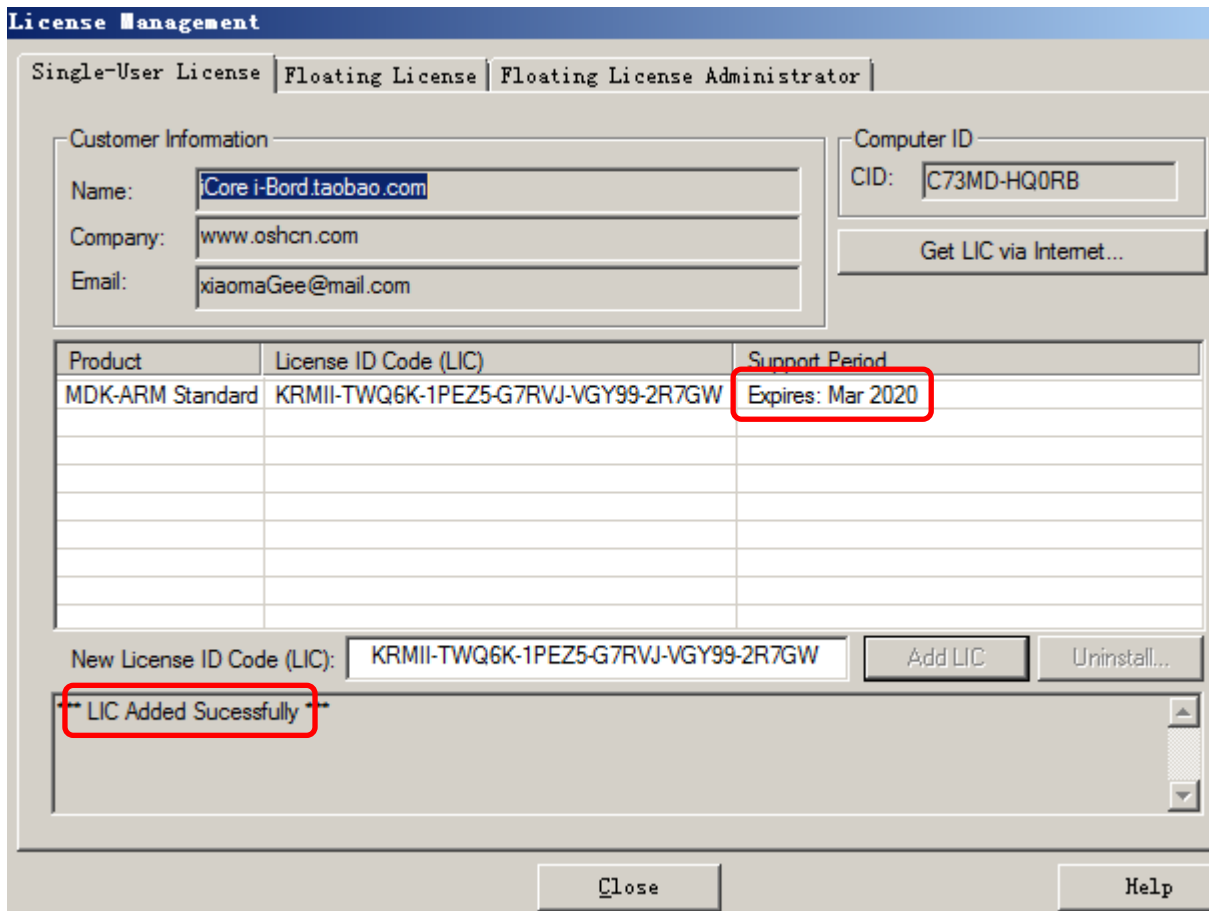 License Management
Single-User License Floating License Floating License Administrator
Customer Information
Name: iCore i-Bord.taobao.com
Company: www.oshcn.com
Email: xiaomaGee@mail.com
Computer ID
CID: C73MD-HQ0RB
Get LIC via Internet...
Product License ID Code (LIC) Support Period
MDK-ARM Standard KRMII-TWQ6K-1PEZ5-G7RVJ-VGY99-2R7GW Expires: Mar 2020
New License ID Code (LIC): KRMII-TWQ6K-1PEZ5-G7RVJ-VGY99-2R7GW Add LIC Uninstall...
*** LIC Added Sucessfully ***
Close Help